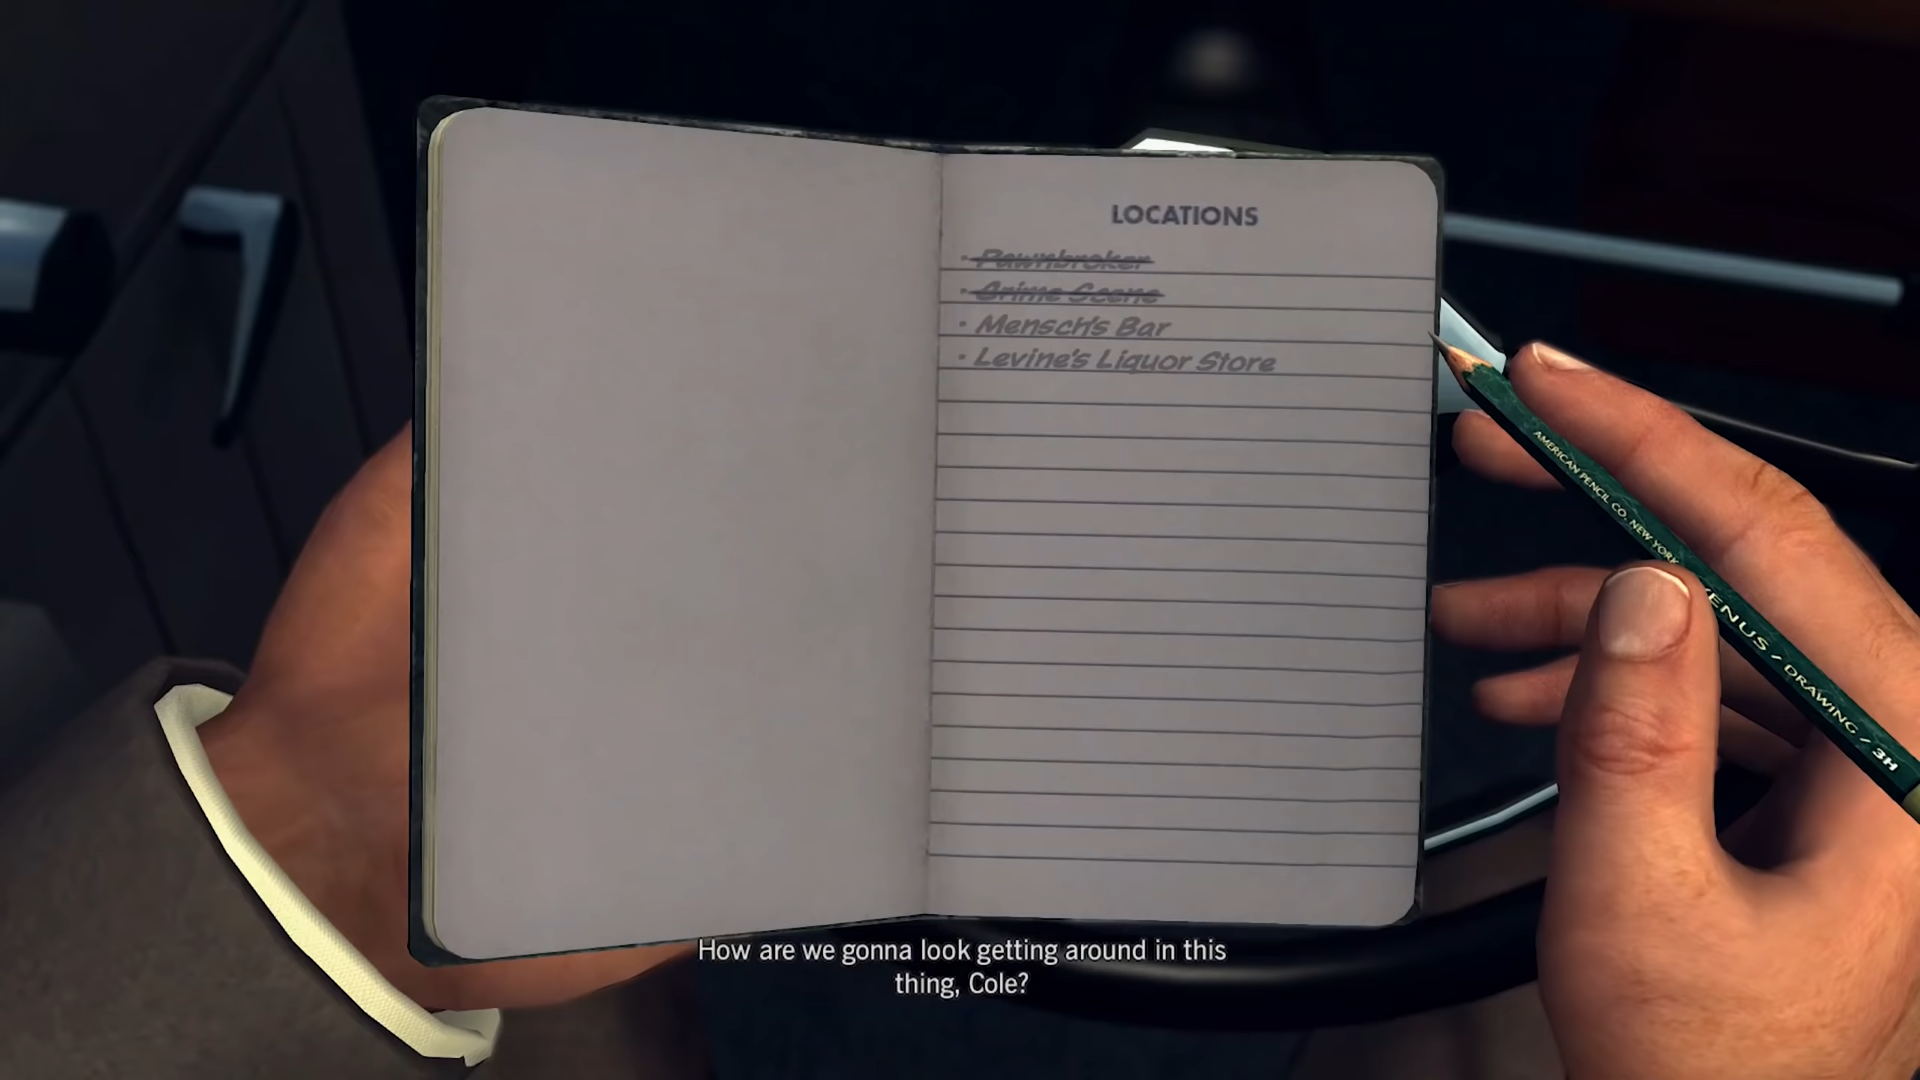 LOCATIONS
· Pawnbroker
· Crime Scene
· Mensch's Bar
· Levine's Liquor Store
AMERICAN PENCIL CO. NEW YORK
VENUS / DRAWING / 3H
How are we gonna look getting around in this
thing, Cole?